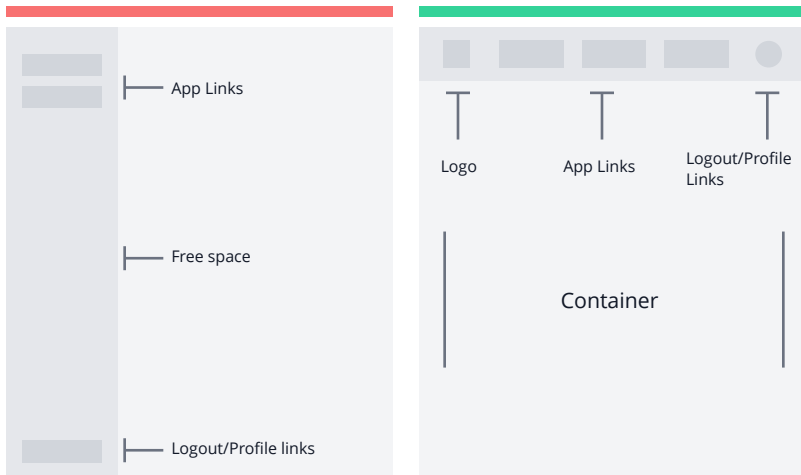 App Links
Free space
Logout/Profile links
Logo
App Links
Logout/Profile
Links
Container